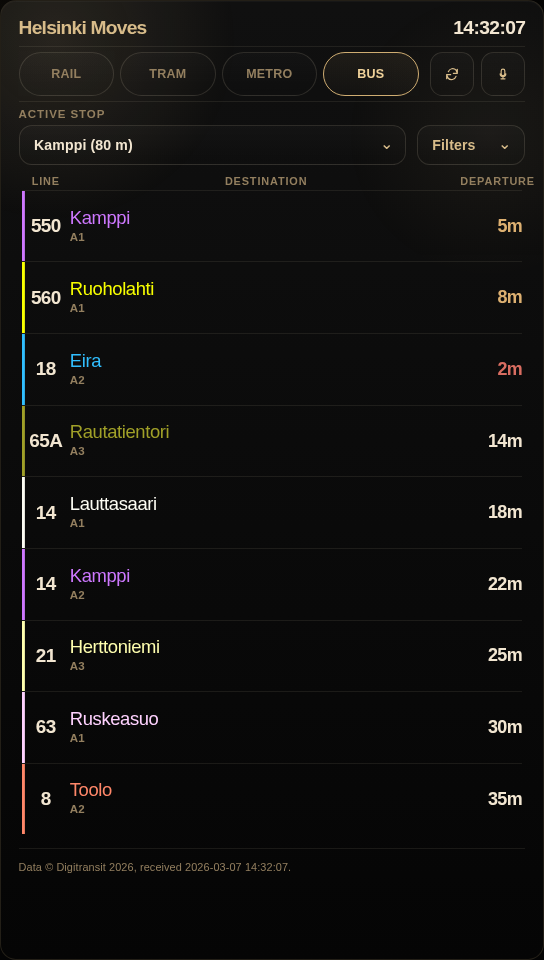 Helsinki Moves 14:32:07
RAIL TRAM METRO BUS
ACTIVE STOP
Kamppi (80 m) Filters
LINE DESTINATION DEPARTURE
550 Kamppi 5m
A1
560 Ruoholahti 8m
A1
18 Eira 2m
A2
65A Rautatientori 14m
A3
14 Lauttasaari 18m
A1
14 Kamppi 22m
A2
21 Herttoniemi 25m
A3
63 Ruskeasuo 30m
A1
8 Toolo 35m
A2
Data © Digitransit 2026, received 2026-03-07 14:32:07.